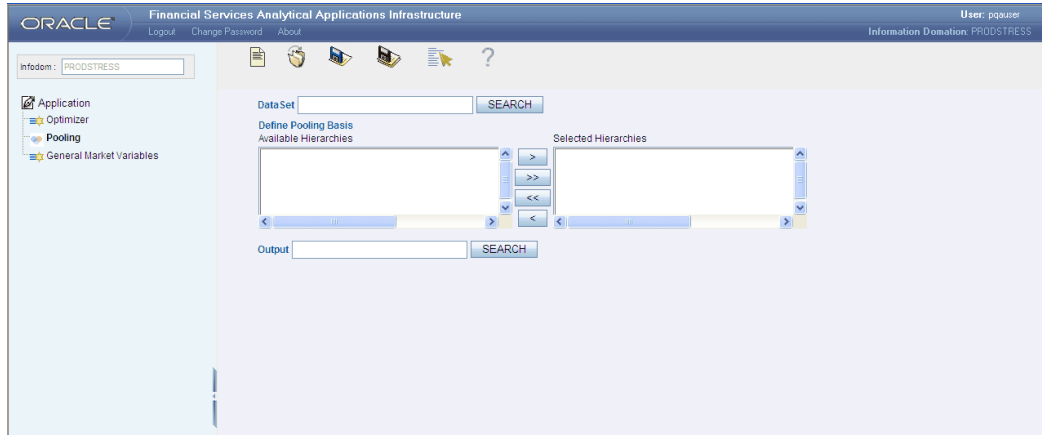 ORACLE
Financial Services Analytical Applications Infrastructure
User: pqauser
Logout Change Password About
Information Domation: PRODSTRESS
Infodom : PRODSTRESS
?
Application
Optimizer
Pooling
General Market Variables
DataSet SEARCH
Define Pooling Basis
Available Hierarchies Selected Hierarchies
>
>>
<<
<
Output SEARCH